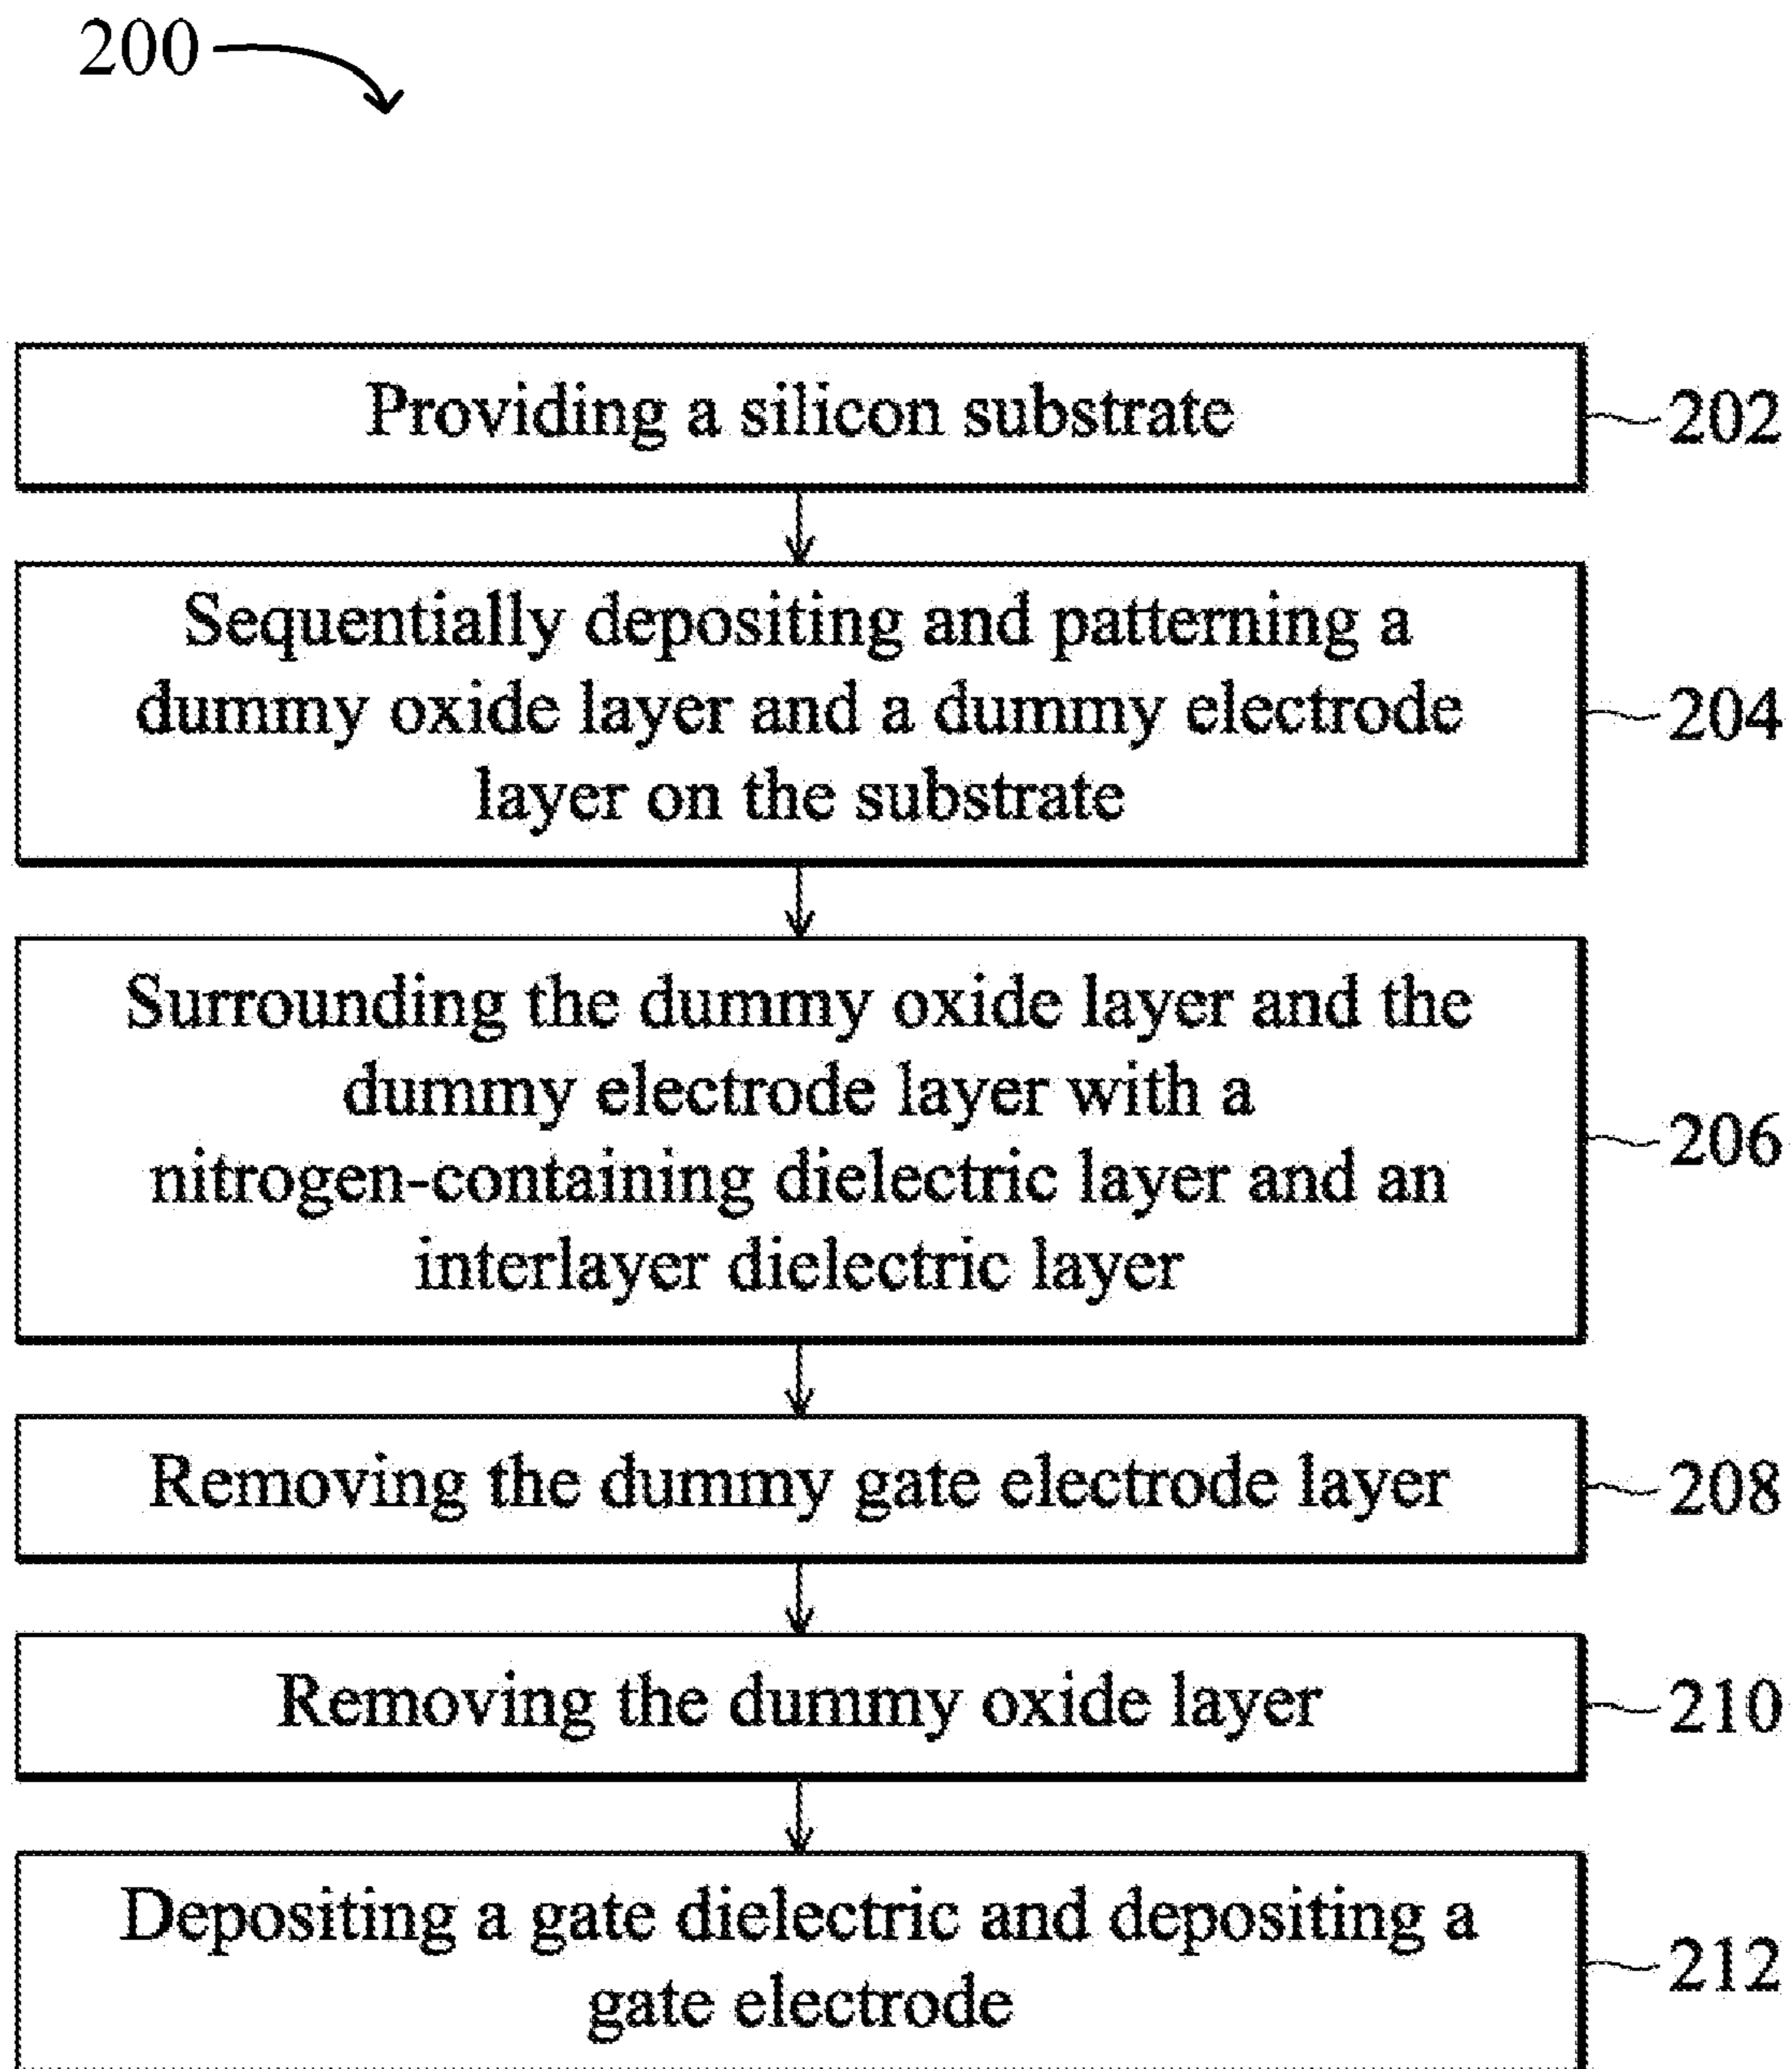 200
Providing a silicon substrate
202
Sequentially depositing and patterning a
dummy oxide layer and a dummy electrode
layer on the substrate
204
Surrounding the dummy oxide layer and the
dummy electrode layer with a
nitrogen-containing dielectric layer and an
interlayer dielectric layer
206
Removing the dummy gate electrode layer
208
Removing the dummy oxide layer
210
Depositing a gate dielectric and depositing a
gate electrode
212